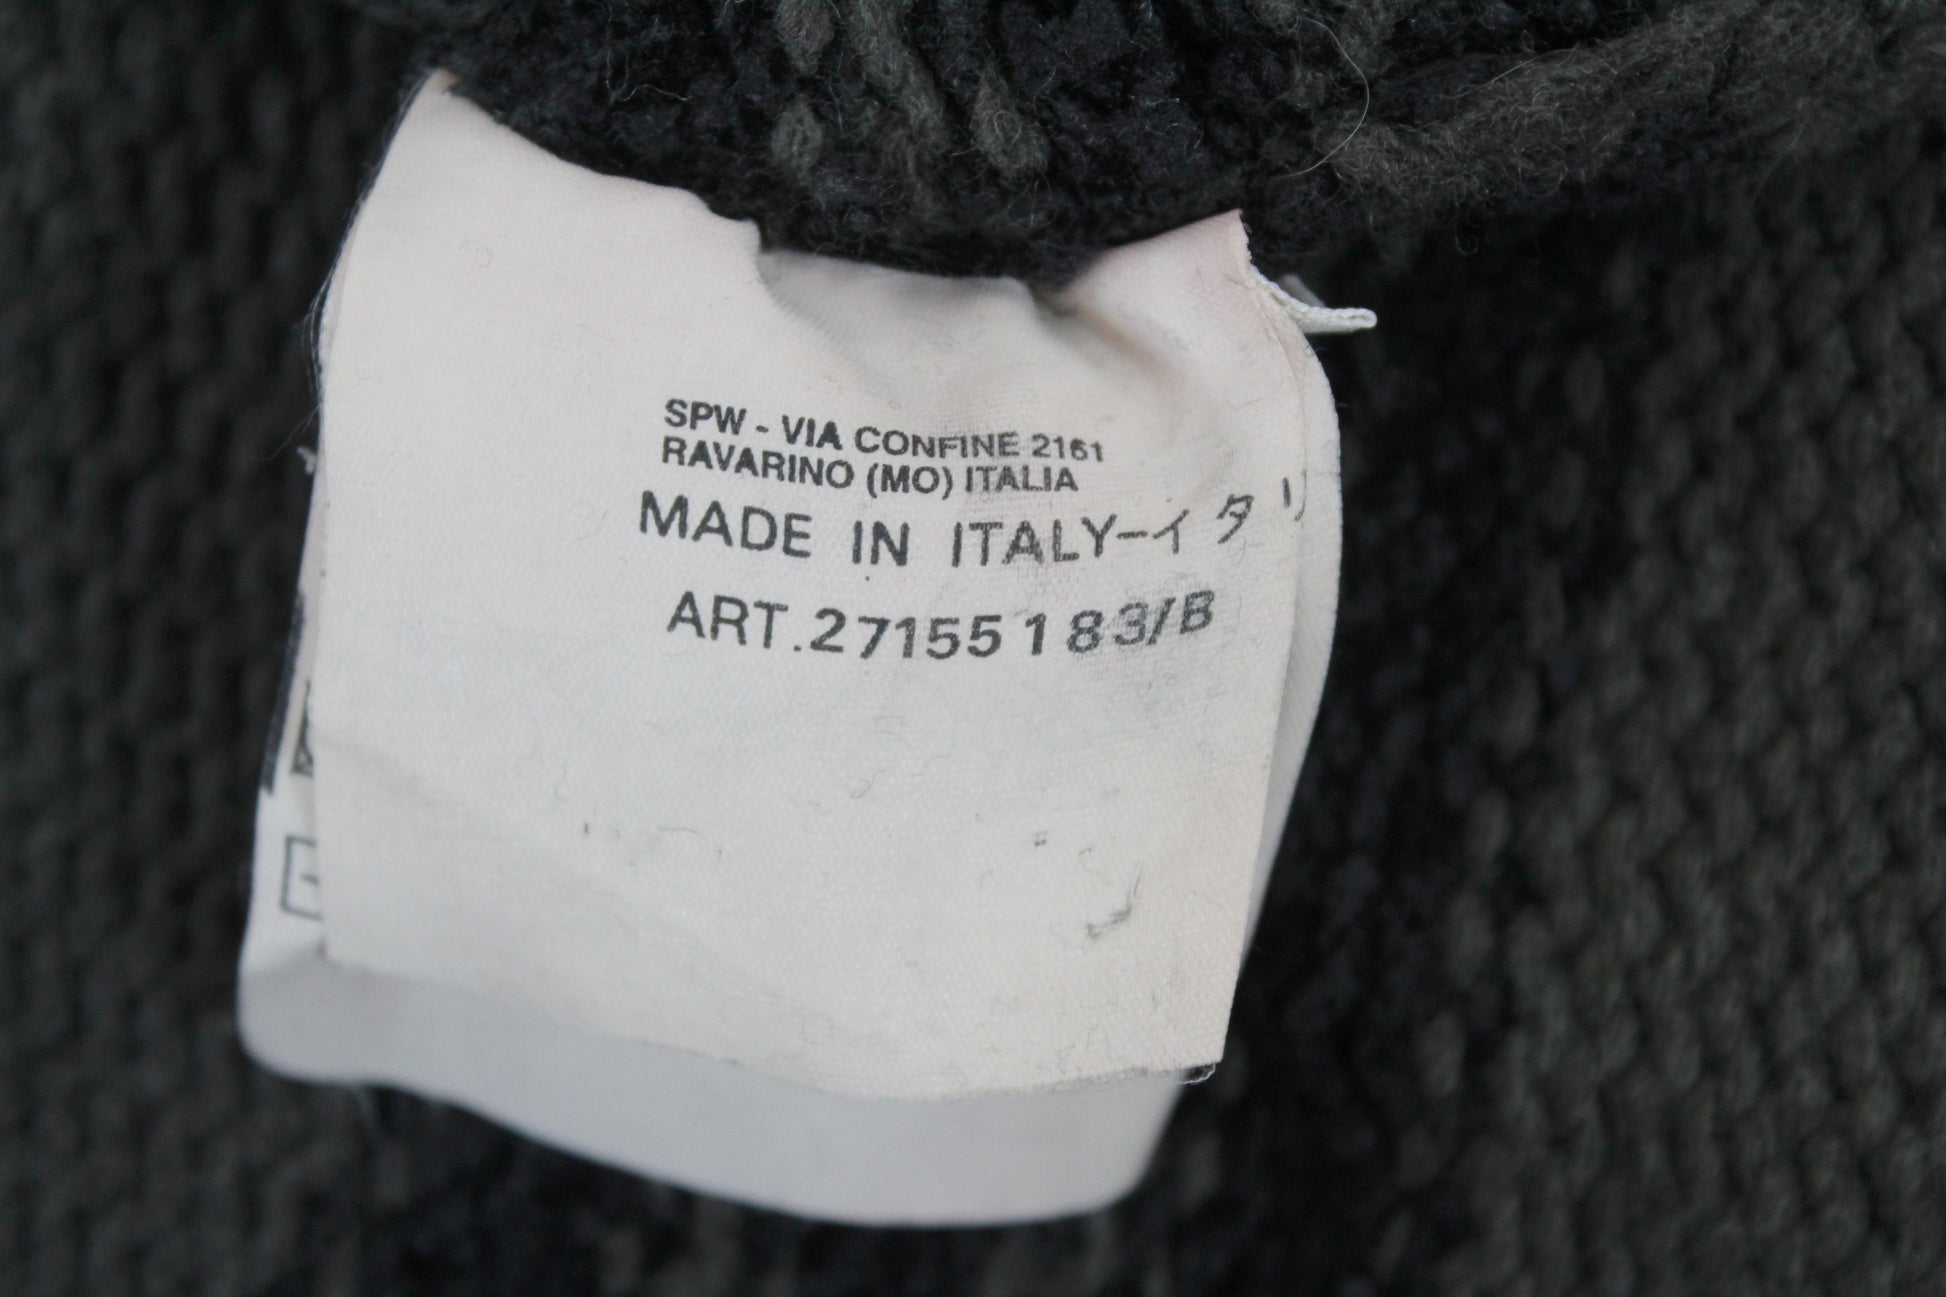 SPW - VIA CONFINE 2161
RAVARINO (MO) ITALIA
MADE IN ITALY-イタリ
ART.27155183/B